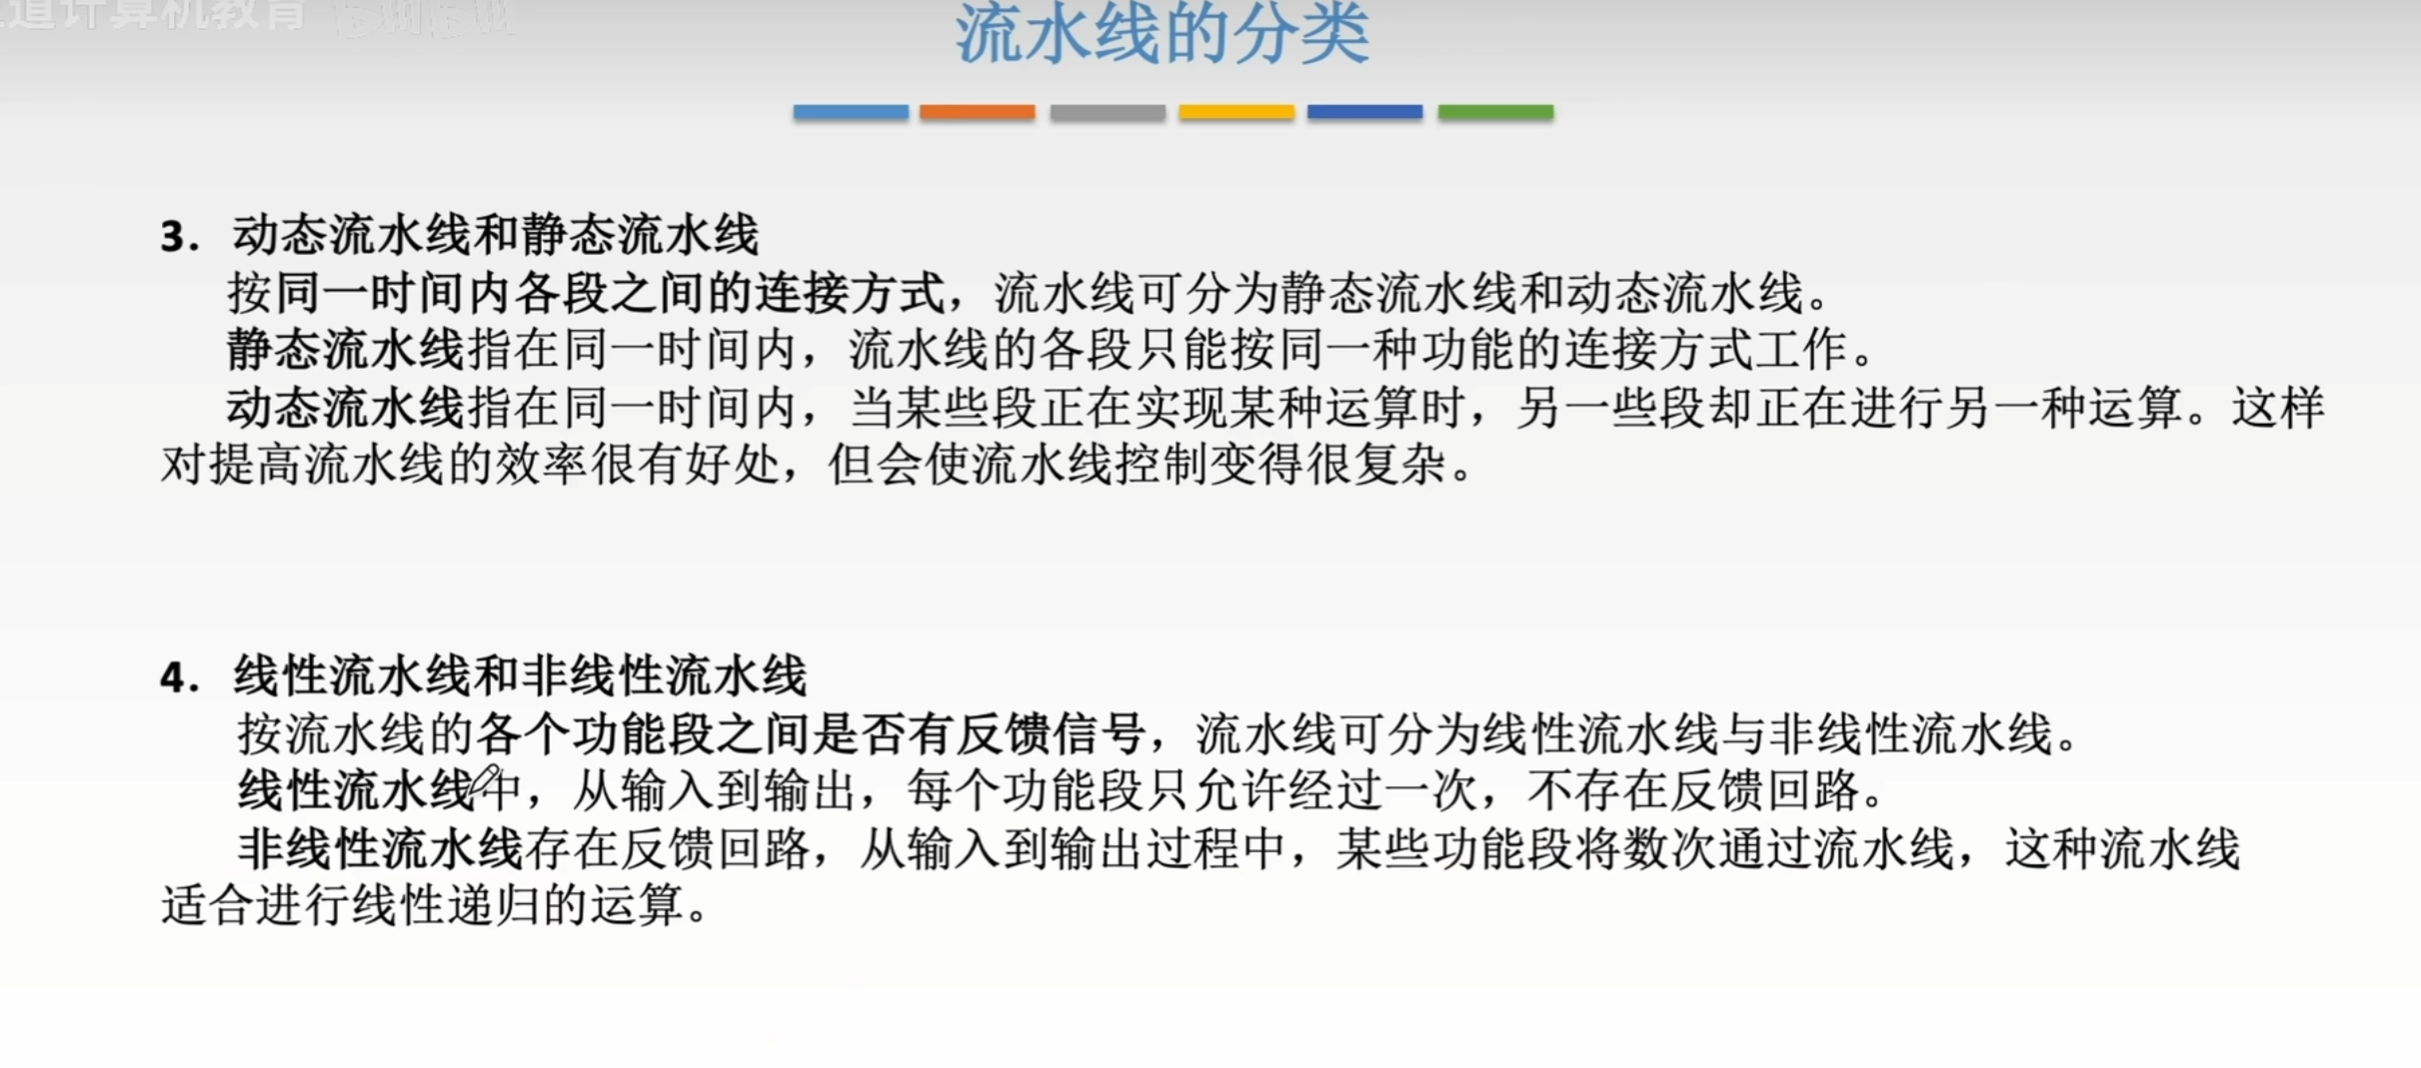 道计算机教育 bilibili
流水线的分类
3. 动态流水线和静态流水线
按同一时间内各段之间的连接方式，流水线可分为静态流水线和动态流水线。
静态流水线指在同一时间内，流水线的各段只能按同一种功能的连接方式工作。
动态流水线指在同一时间内，当某些段正在实现某种运算时，另一些段却正在进行另一种运算。这样
对提高流水线的效率很有好处，但会使流水线控制变得很复杂。
4. 线性流水线和非线性流水线
按流水线的各个功能段之间是否有反馈信号，流水线可分为线性流水线与非线性流水线。
线性流水线中，从输入到输出，每个功能段只允许经过一次，不存在反馈回路。
非线性流水线存在反馈回路，从输入到输出过程中，某些功能段将数次通过流水线，这种流水线
适合进行线性递归的运算。